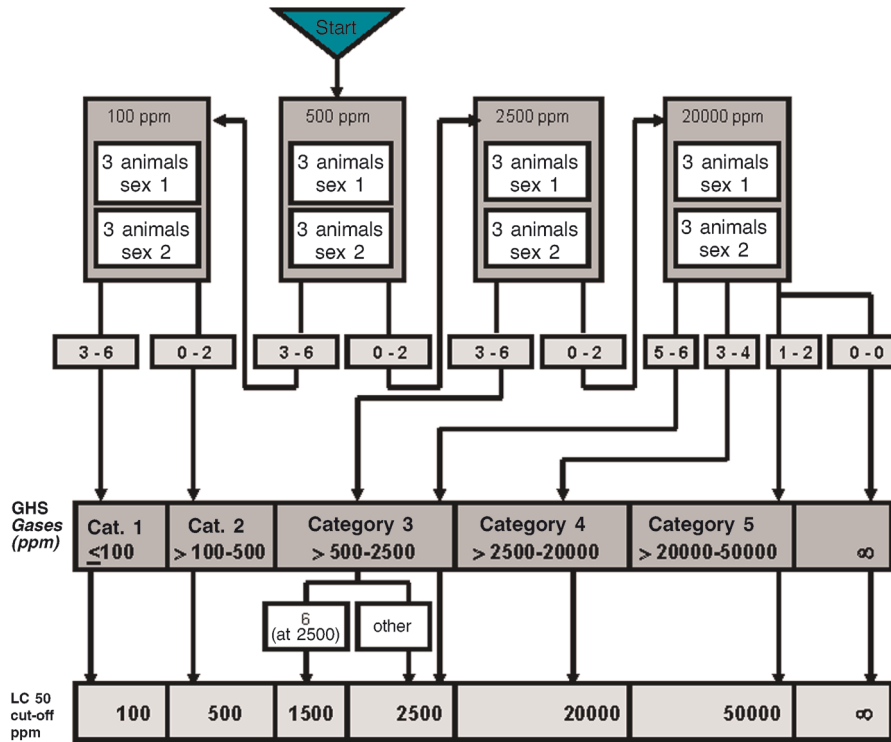 Start
100 ppm
3 animals
sex 1
3 animals
sex 2
500 ppm
3 animals
sex 1
3 animals
sex 2
2500 ppm
3 animals
sex 1
3 animals
sex 2
20000 ppm
3 animals
sex 1
3 animals
sex 2
3 - 6
0 - 2
3 - 6
0 - 2
3 - 6
0 - 2
5 - 6
3 - 4
1 - 2
0 - 0
GHS
Gases
(ppm)
Cat. 1
≤100
Cat. 2
> 100-500
Category 3
> 500-2500
Category 4
> 2500-20000
Category 5
> 20000-50000
∞
6
(at 2500)
other
LC 50
cut-off
ppm
100
500
1500
2500
20000
50000
∞